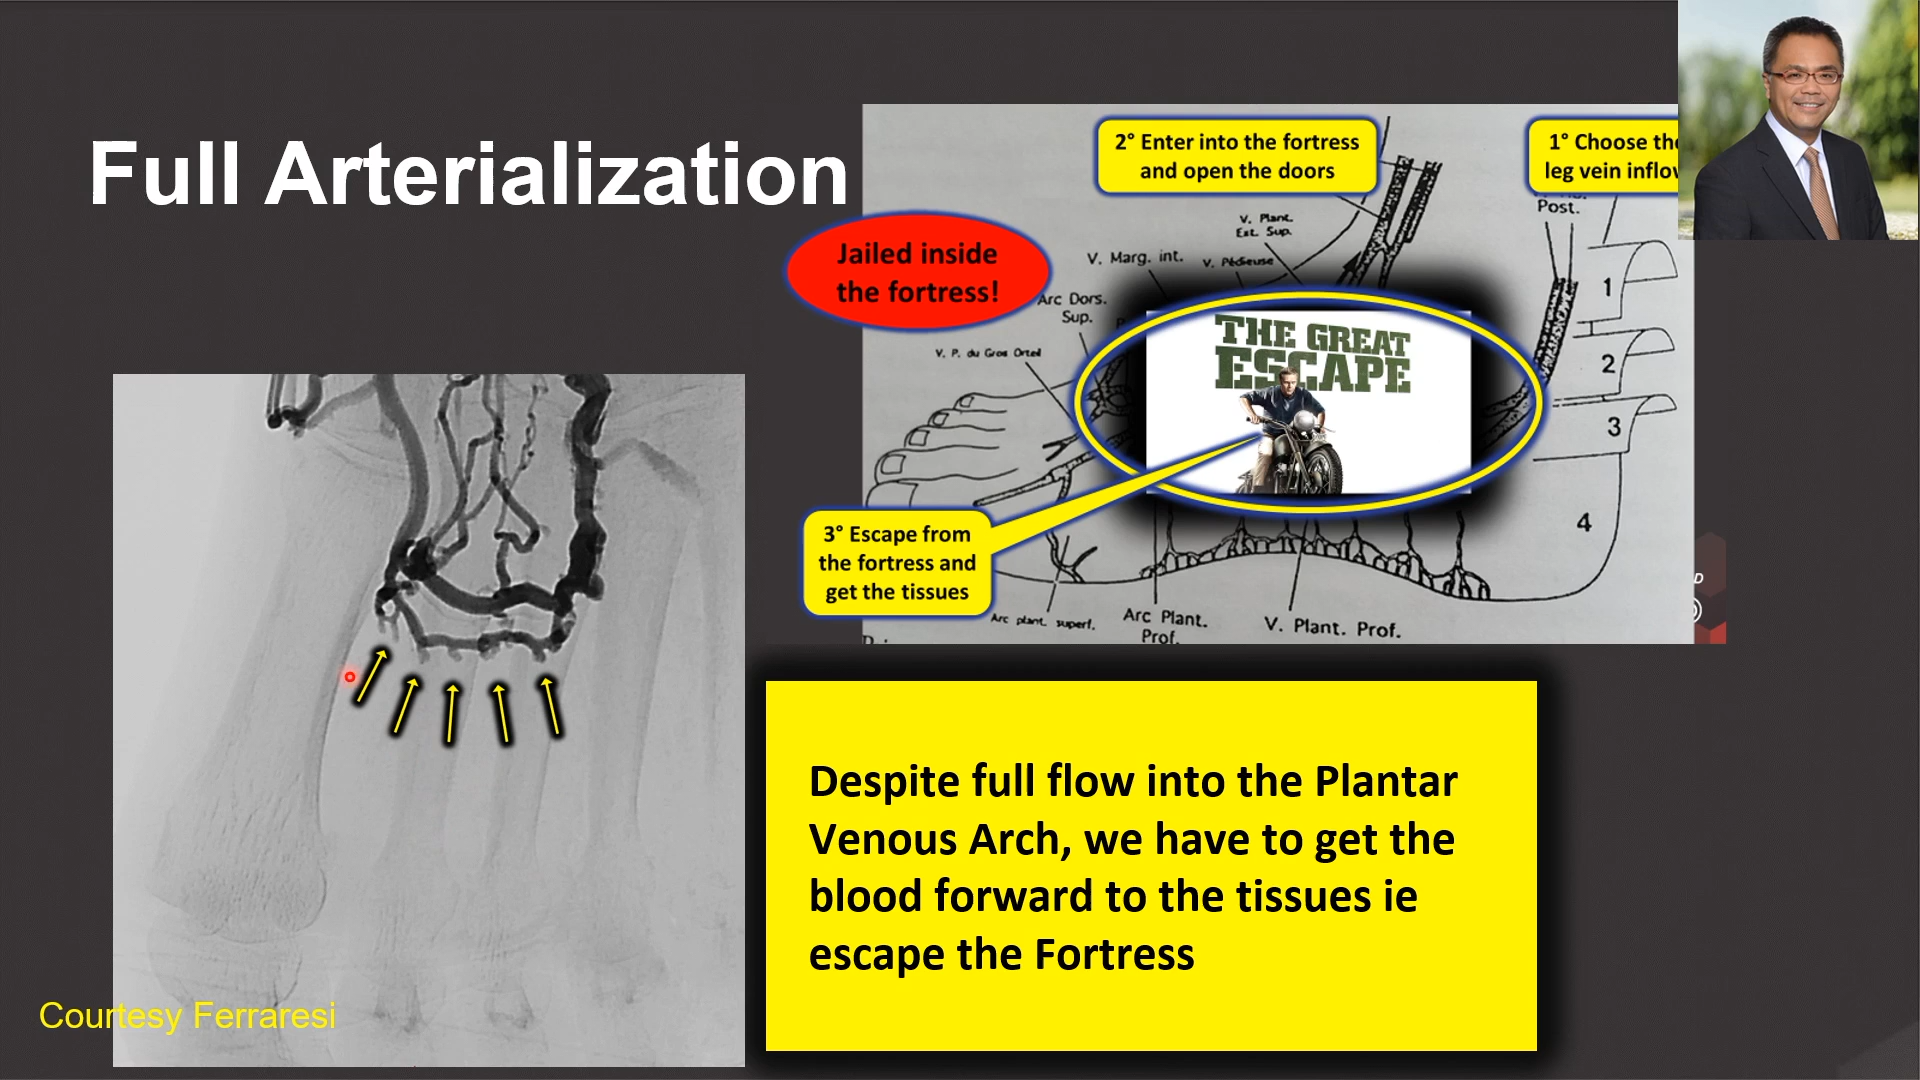 Full Arterialization
2° Enter into the fortress
and open the doors
1° Choose the
leg vein inflow
Post.
V. Plant.
Ext. Sup.
V. Marg. int.
V. Pédieuse
Jailed inside
the fortress!
Arc Dors.
Sup.
V. P. du Gros Orteil
THE GREAT
ESCAPE
1
2
3
4
3° Escape from
the fortress and
get the tissues
Arc plant. superf.
Arc Plant.
Prof.
V. Plant. Prof.
D
Despite full flow into the Plantar
Venous Arch, we have to get the
blood forward to the tissues ie
escape the Fortress
Courtesy Ferraresi